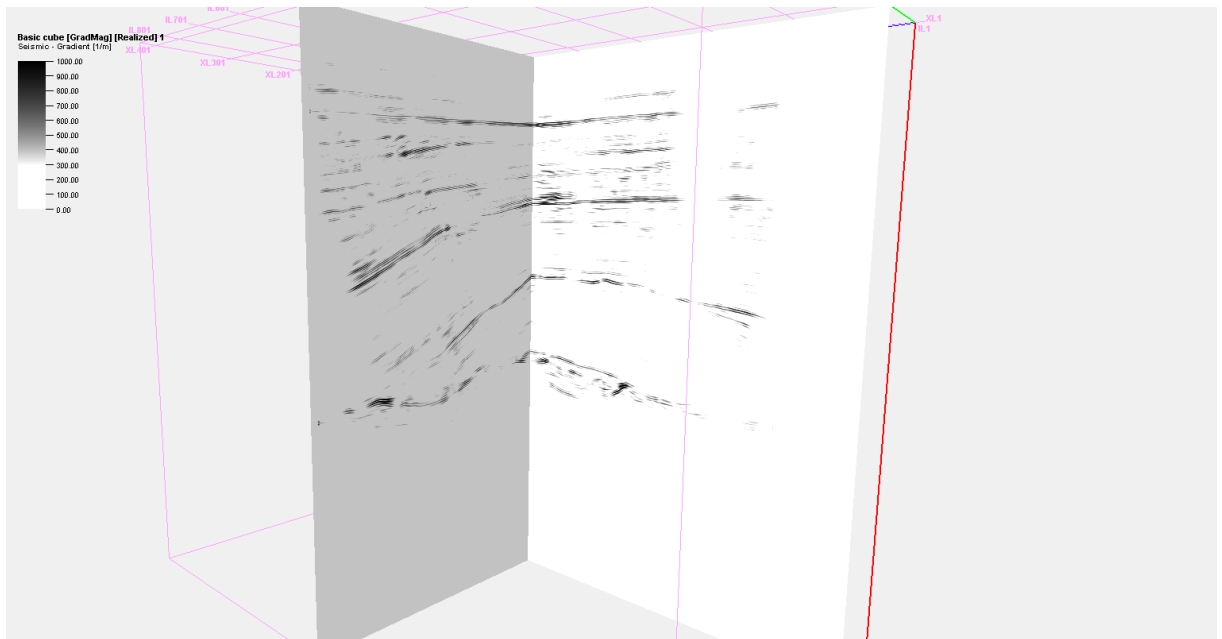 Basic cube [GradMag] [Realized] 1
Seismic - Gradient [1/m]
1000.00
900.00
800.00
700.00
600.00
500.00
400.00
300.00
200.00
100.00
0.00
IL701
IL801
XL401
XL301
XL201
XL1
IL1